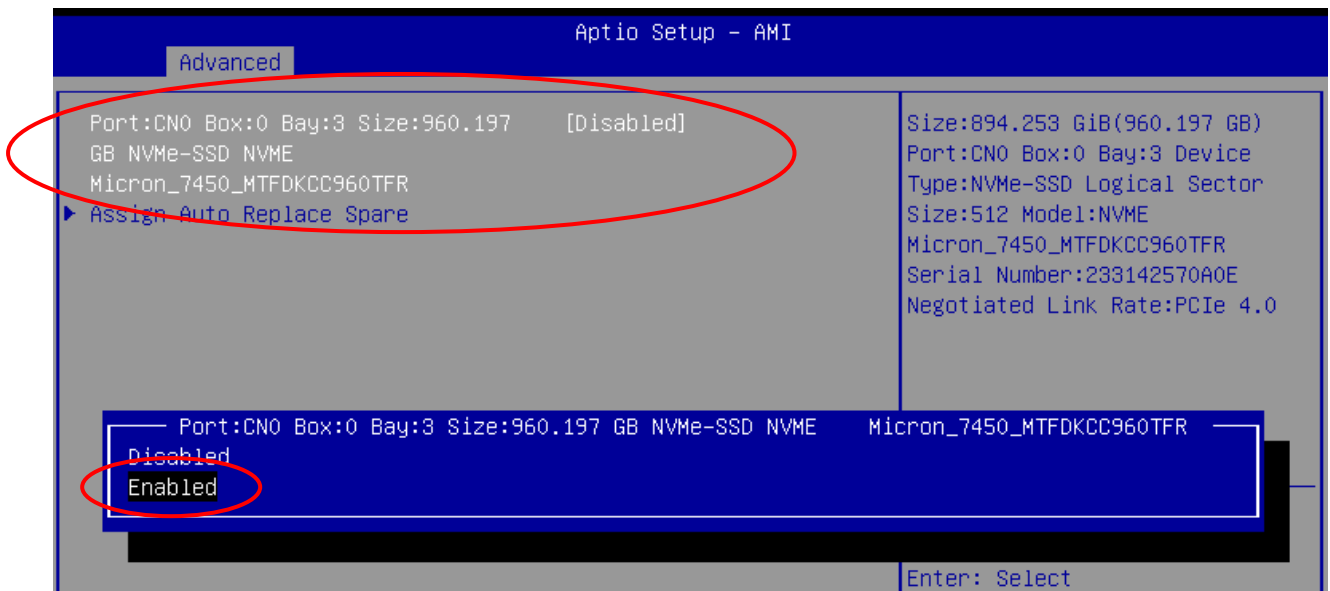 Aptio Setup – AMI
Advanced
Port:CN0 Box:0 Bay:3 Size:960.197 [Disabled]
GB NVMe-SSD NVME
Micron_7450_MTFDKCC960TFR
Assign Auto Replace Spare
Size:894.253 GiB(960.197 GB)
Port:CN0 Box:0 Bay:3 Device
Type:NVMe-SSD Logical Sector
Size:512 Model:NVME
Micron_7450_MTFDKCC960TFR
Serial Number:233142570A0E
Negotiated Link Rate:PCIe 4.0
Port:CN0 Box:0 Bay:3 Size:960.197 GB NVMe-SSD NVME Micron_7450_MTFDKCC960TFR
Disabled
Enabled
Enter: Select